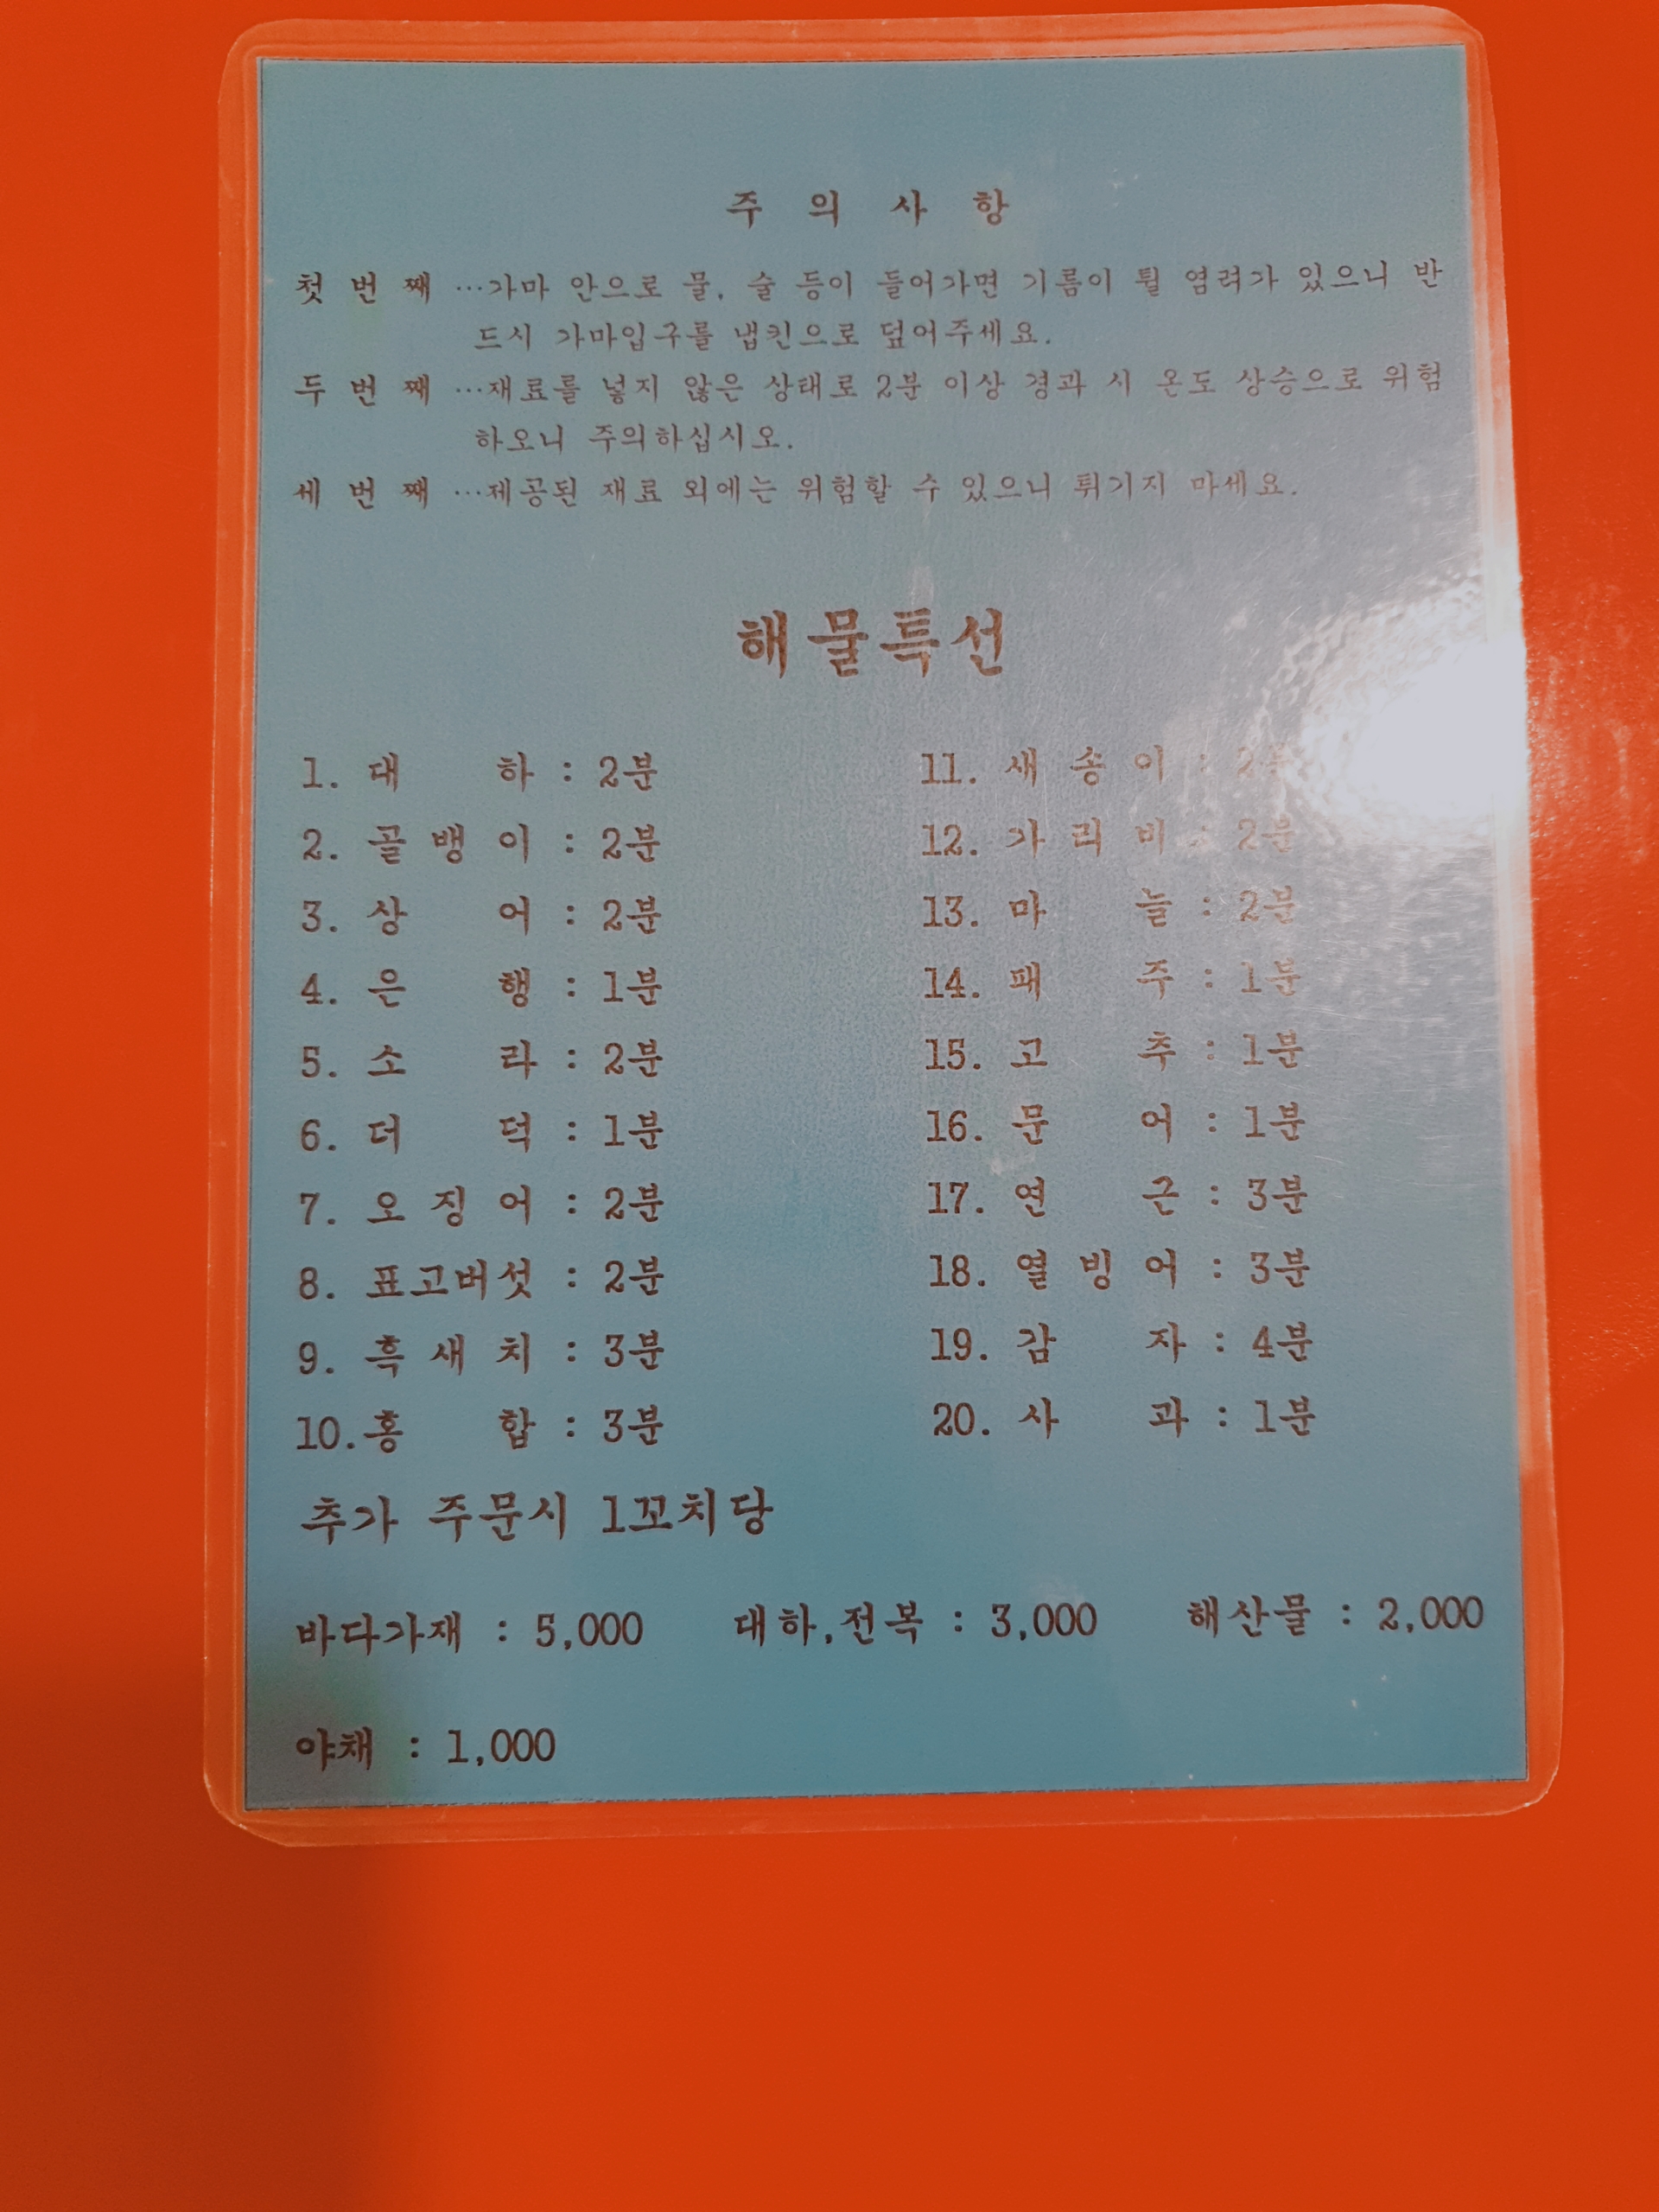 주 의 사 항
첫 번 째 …가마 안으로 물, 술 등이 들어가면 기름이 튈 염려가 있으니 반
드시 가마입구를 냅킨으로 덮어주세요.
두 번 째 …재료를 넣지 않은 상태로 2분 이상 경과 시 온도 상승으로 위험
하오니 주의하십시오.
세 번 째 …제공된 재료 외에는 위험할 수 있으니 튀기지 마세요.
해물특선
1. 대 하 : 2분
2. 골 뱅 이 : 2분
3. 상 어 : 2분
4. 은 행 : 1분
5. 소 라 : 2분
6. 더 덕 : 1분
7. 오 징 어 : 2분
8. 표고버섯 : 2분
9. 흑 새 치 : 3분
10. 홍 합 : 3분
11. 새 송 이 : 2분
12. 가 리 비 : 2분
13. 마 늘 : 2분
14. 패 주 : 1분
15. 고 추 : 1분
16. 문 어 : 1분
17. 연 근 : 3분
18. 열 빙 어 : 3분
19. 감 자 : 4분
20. 사 과 : 1분
추가 주문시 1꼬치당
바다가재 : 5,000 대하,전복 : 3,000 해산물 : 2,000
야채 : 1,000